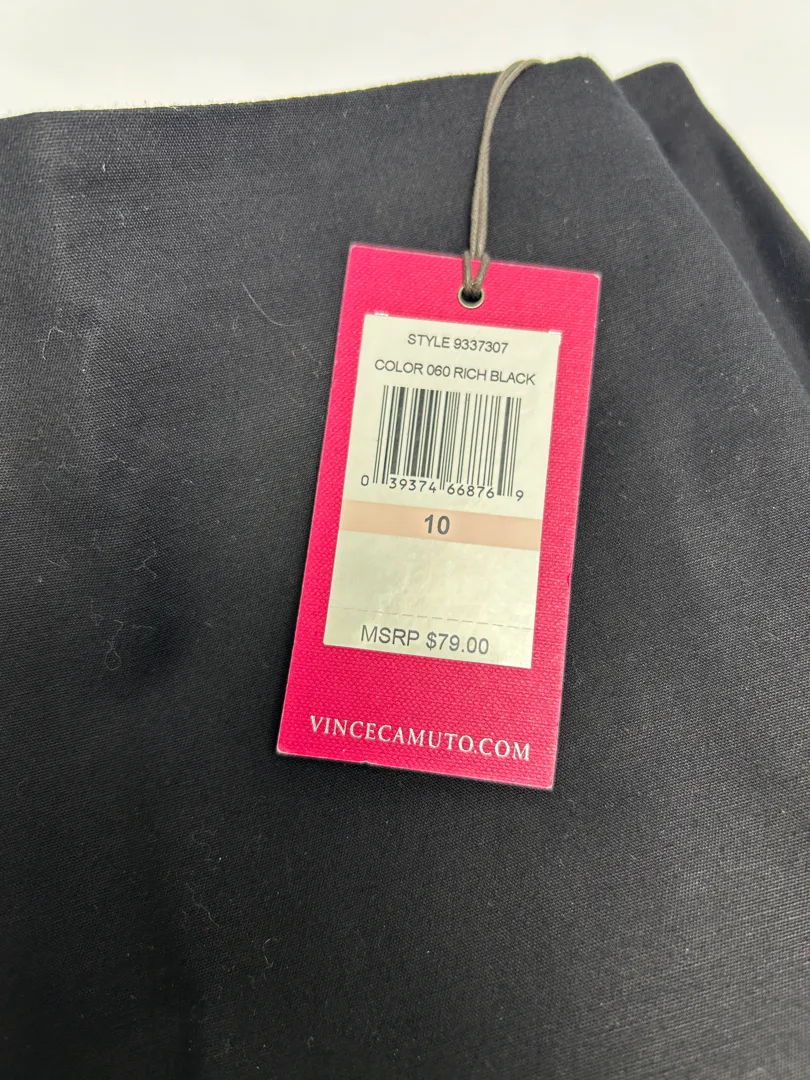 STYLE 9337307
COLOR 060 RICH BLACK
0 39374 66876 9
10
MSRP $79.00
VINCECAMUTO.COM